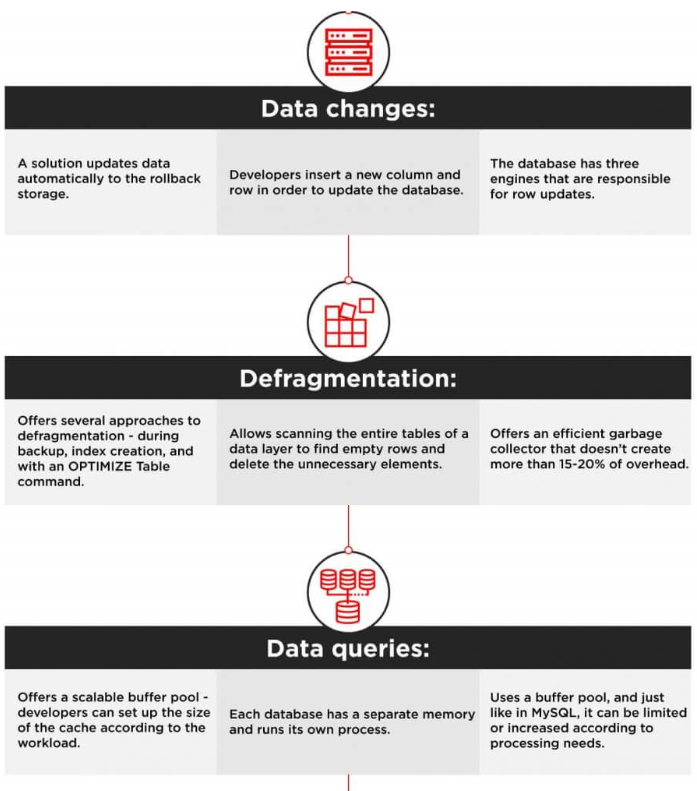 Data changes:
A solution updates data
automatically to the rollback
storage.
Developers insert a new column and
row in order to update the database.
The database has three
engines that are responsible
for row updates.
Defragmentation:
Offers several approaches to
defragmentation - during
backup, index creation, and
with an OPTIMIZE Table
command.
Allows scanning the entire tables of a
data layer to find empty rows and
delete the unnecessary elements.
Offers an efficient garbage
collector that doesn't create
more than 15-20% of overhead.
Data queries:
Offers a scalable buffer pool -
developers can set up the size
of the cache according to the
workload.
Each database has a separate memory
and runs its own process.
Uses a buffer pool, and just
like in MySQL, it can be limited
or increased according to
processing needs.